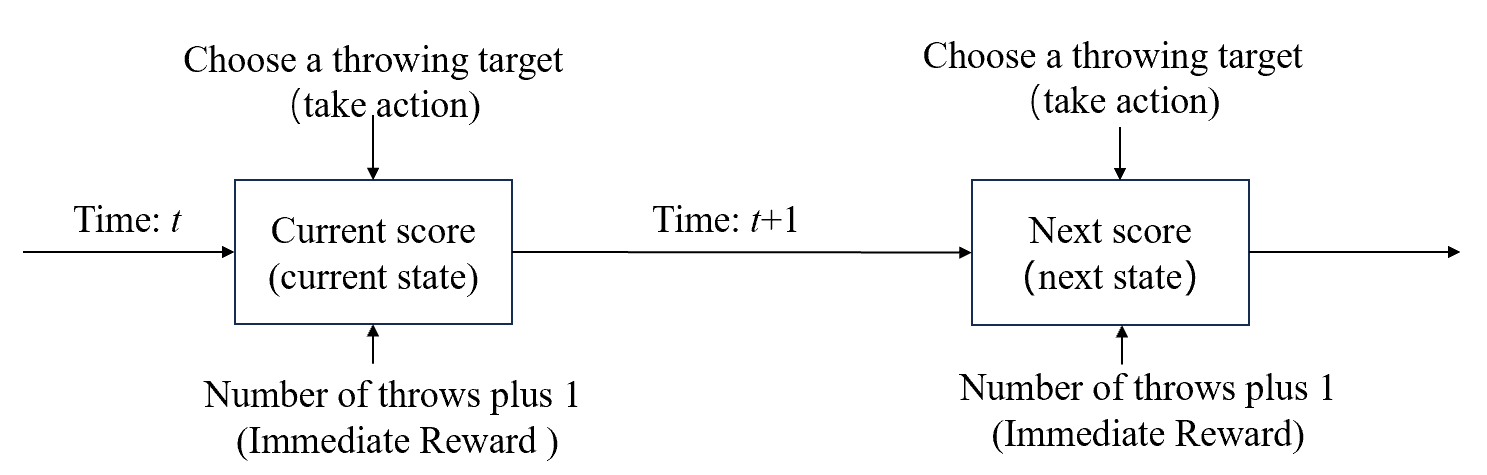 Choose a throwing target
(take action)
Choose a throwing target
(take action)
Time: t
Current score
(current state)
Time: t+1
Next score
(next state)
Number of throws plus 1
(Immediate Reward )
Number of throws plus 1
(Immediate Reward)